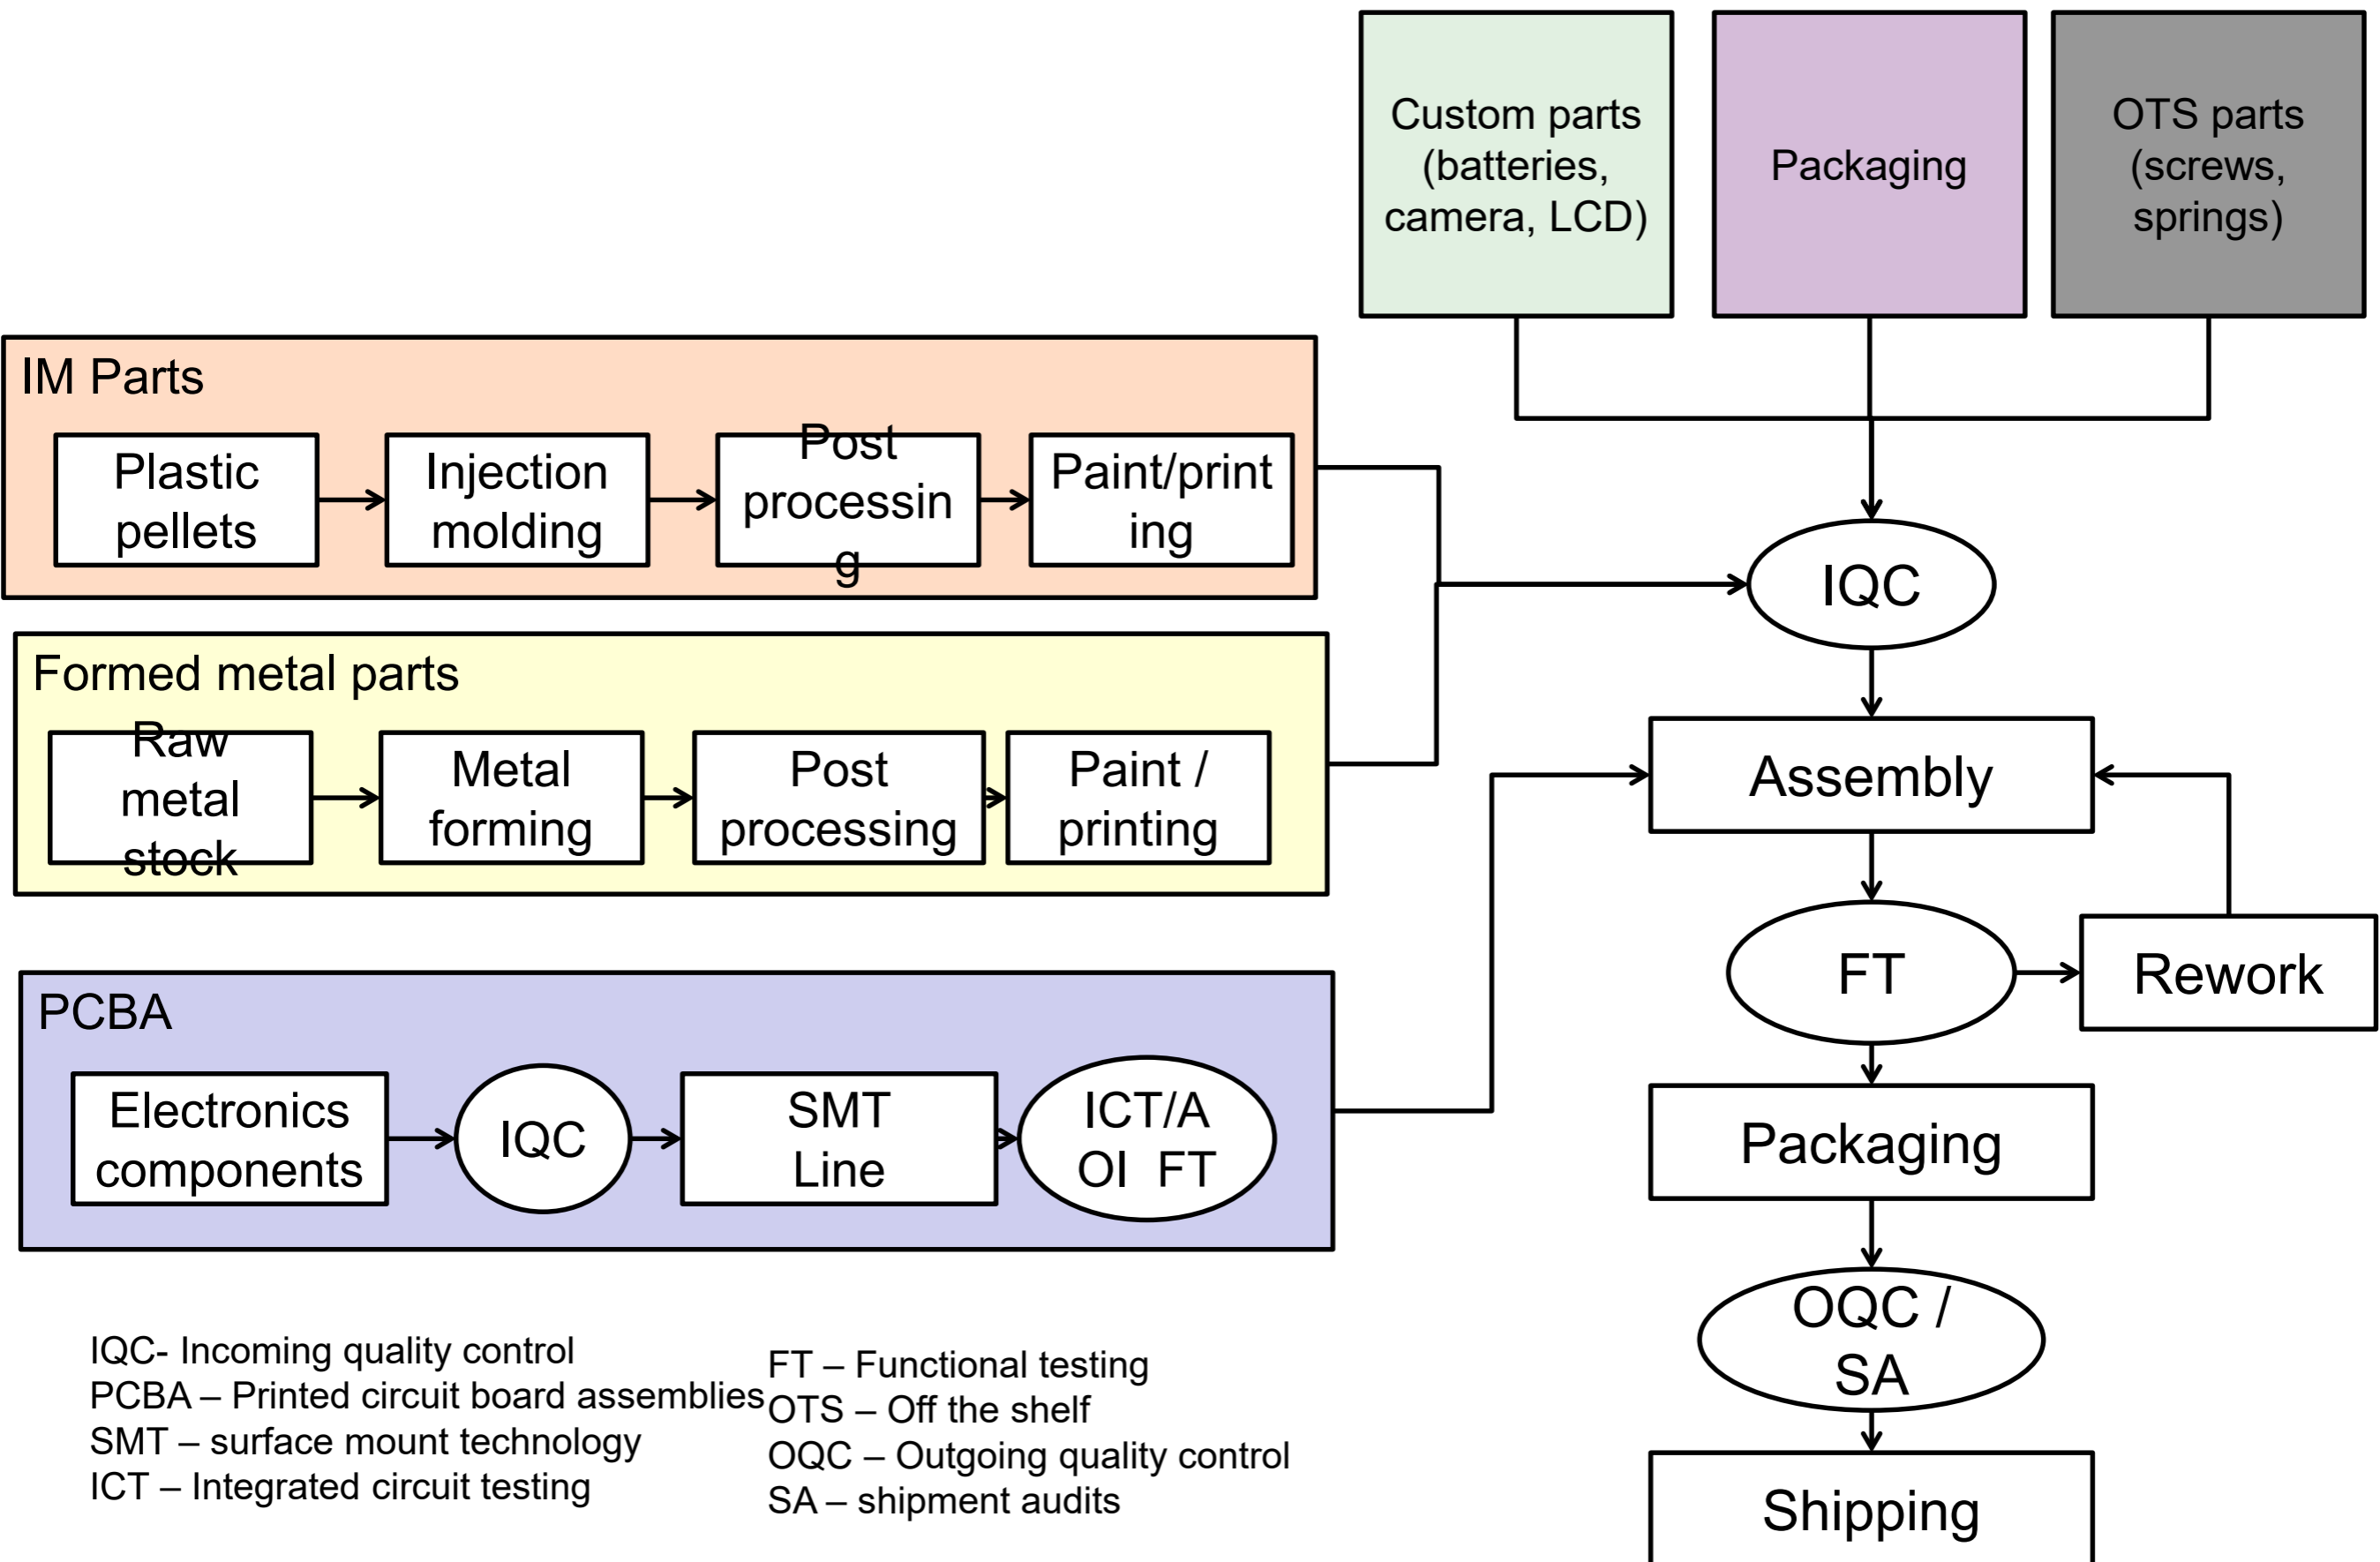 Custom parts
(batteries,
camera, LCD)
Packaging
OTS parts
(screws,
springs)
IM Parts
Plastic
pellets
Injection
molding
Post
processin
g
Paint/print
ing
IQC
Formed metal parts
Raw
metal
stock
Metal
forming
Post
processing
Paint /
printing
Assembly
FT
Rework
PCBA
Electronics
components
IQC
SMT
Line
ICT/A
OI FT
Packaging
OQC /
SA
Shipping
IQC- Incoming quality control
PCBA – Printed circuit board assemblies
SMT – surface mount technology
ICT – Integrated circuit testing
FT – Functional testing
OTS – Off the shelf
OQC – Outgoing quality control
SA – shipment audits